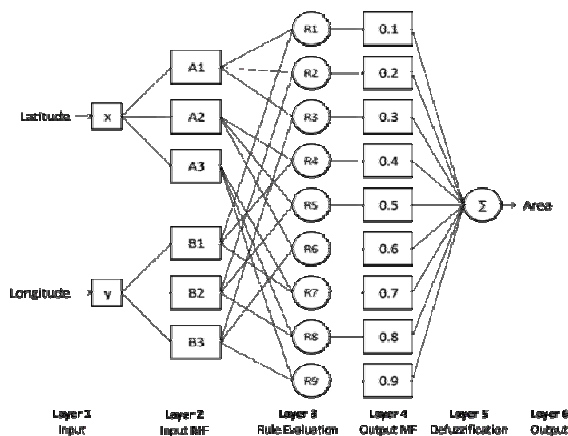 Latitude
x
Longitude
y
A1
A2
A3
B1
B2
B3
R1
R2
R3
R4
R5
R6
R7
R8
R9
0.1
0.2
0.3
0.4
0.5
0.6
0.7
0.8
0.9
Σ
Area
Layer 1
Input
Layer 2
Input MF
Layer 3
Rule Evaluation
Layer 4
Output MF
Layer 5
Defuzzification
Layer 6
Output